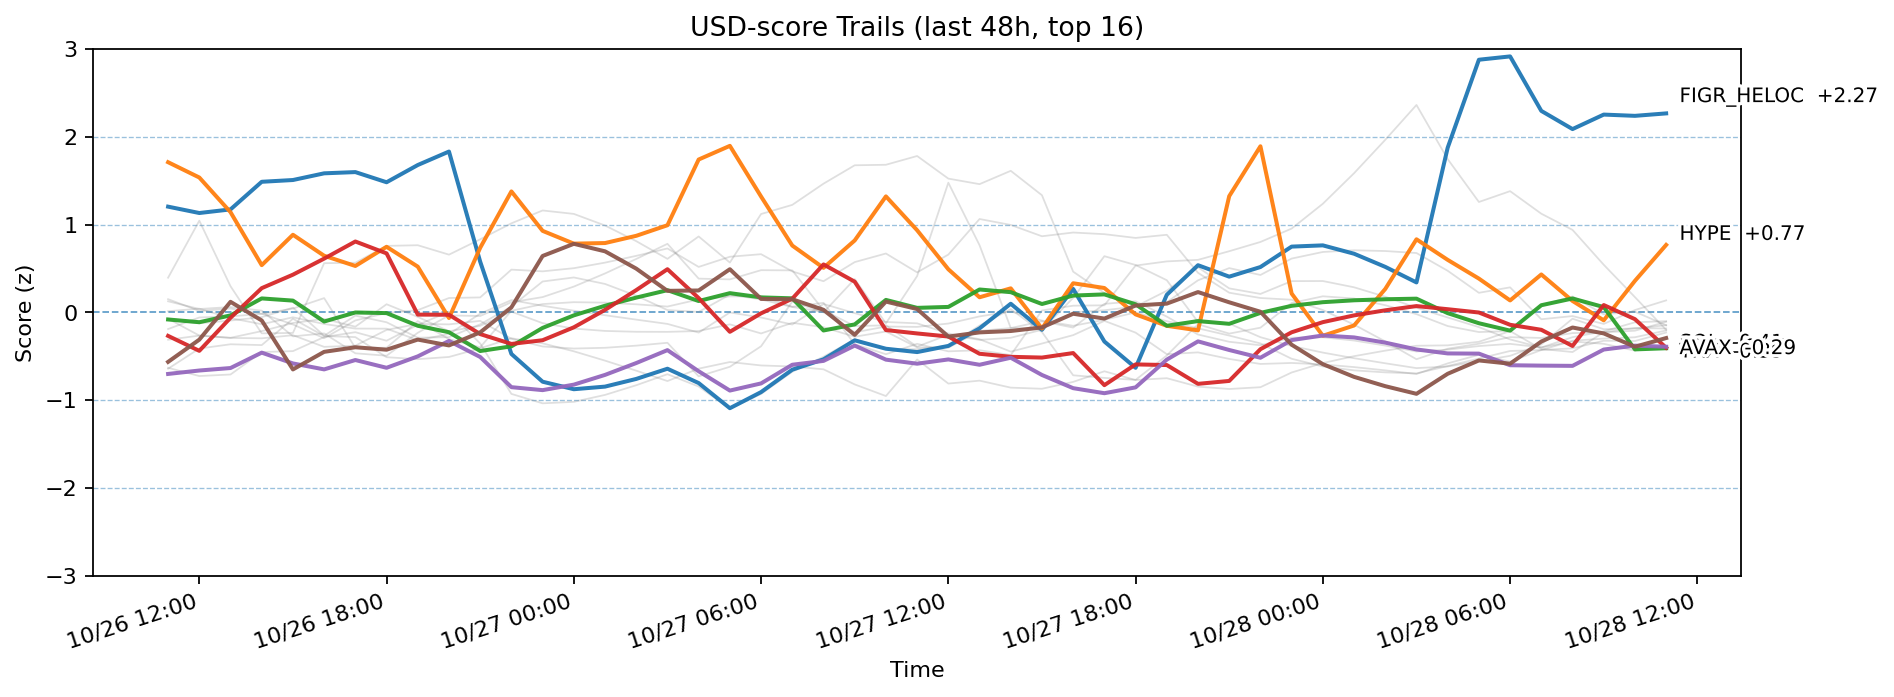 USD-score Trails (last 48h, top 16)
Score (z)
3
2
1
0
−1
−2
−3
FIGR_HELOC +2.27
HYPE +0.77
AVAX -0.29
10/26 12:00
10/26 18:00
10/27 00:00
10/27 06:00
10/27 12:00
10/27 18:00
10/28 00:00
10/28 06:00
10/28 12:00
Time